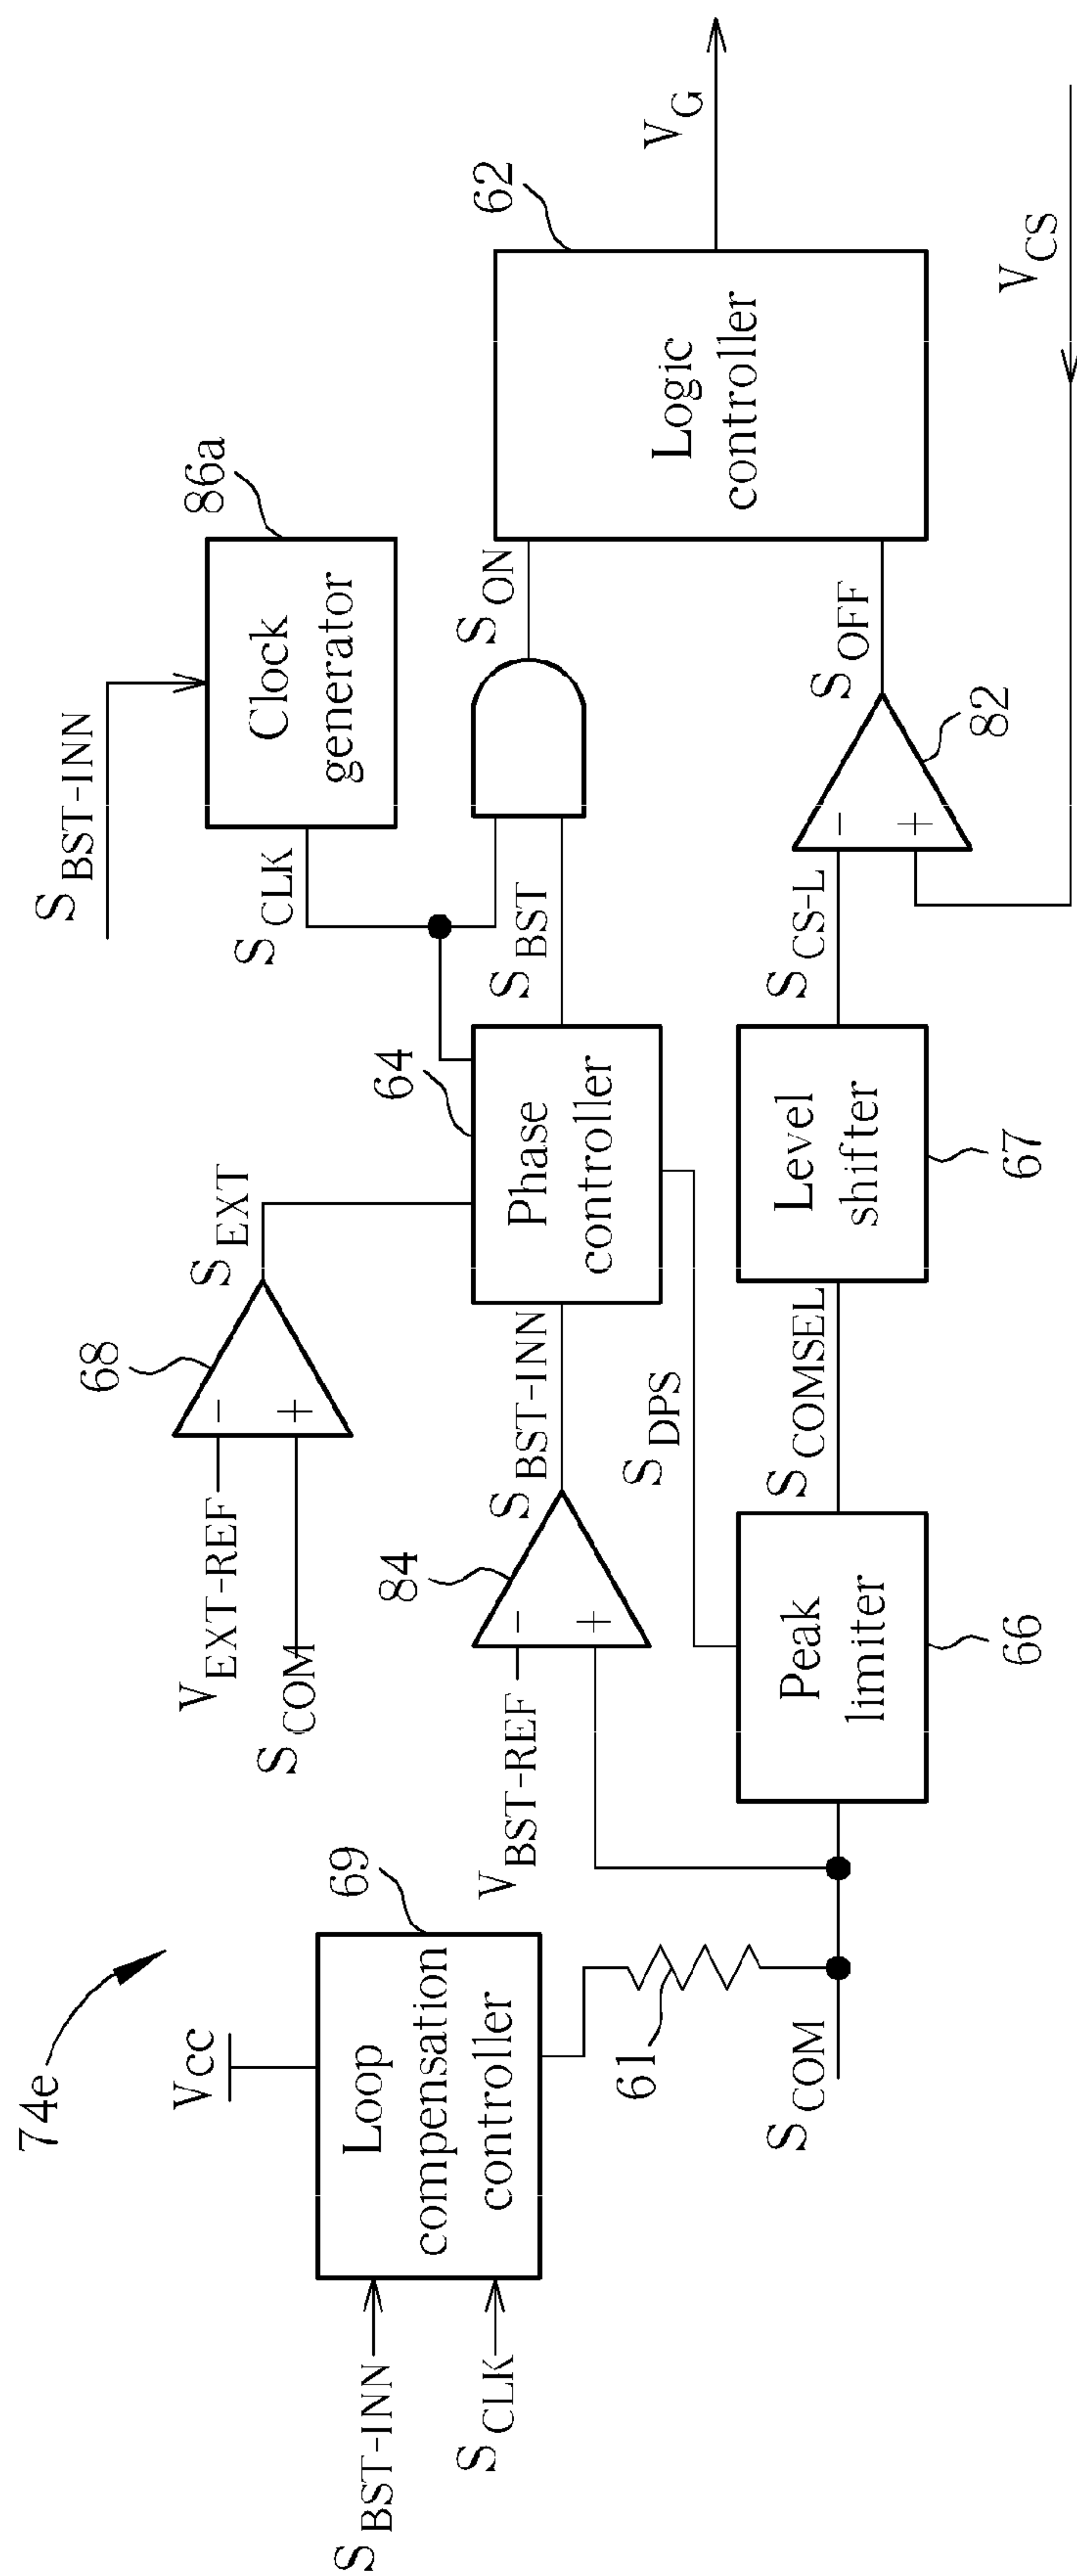 74e
Vcc
S_BST-INN
S_CLK
Loop
compensation
controller
69
61
S_COM
V_EXT-REF
S_COM
-
+
68
S_EXT
V_BST-REF
-
+
84
S_BST-INN
S_DPS
Peak
limiter
66
S_COMSEL
Phase
controller
64
S_BST
Level
shifter
67
S_CS-L
S_BST-INN
Clock
generator
86a
S_CLK
S_ON
-
+
82
S_OFF
Logic
controller
62
V_G
V_CS